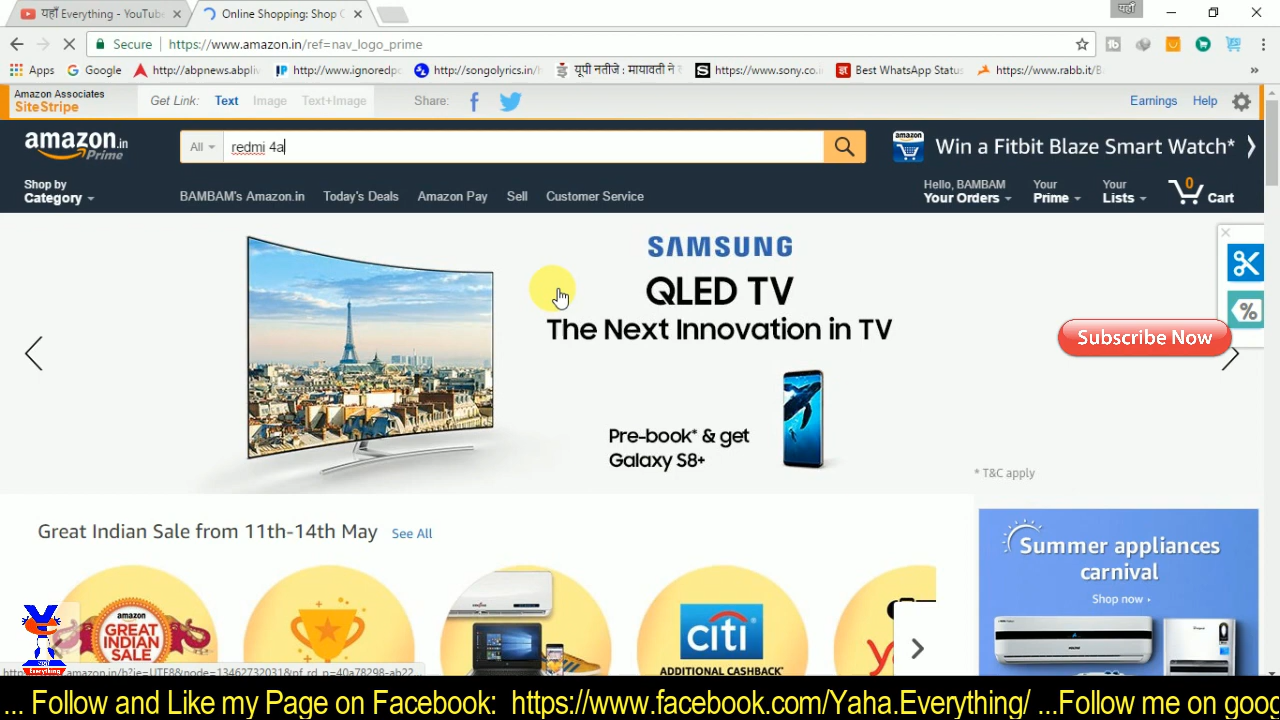 यहाँ Everything - YouTub
Online Shopping: Shop
यहाँ
Secure
https://www.amazon.in/ref=nav_logo_prime
Apps
Google
http://abpnews.abpliv
http://www.ignoredp
http://songolyrics.in/
यूपी नतीजे : मायावती ने
https://www.sony.co.
Best WhatsApp Status
https://www.rabb.it/B
Amazon Associates
SiteStripe
Get Link: Text Image Text+Image
Share:
Earnings Help
amazon.in
Prime
All
redmi 4a
amazon
Win a Fitbit Blaze Smart Watch*
Shop by
Category
BAMBAM's Amazon.in Today's Deals Amazon Pay Sell Customer Service
Hello, BAMBAM
Your Orders
Your
Prime
Your
Lists
0
Cart
SAMSUNG
QLED TV
The Next Innovation in TV
Subscribe Now
Pre-book* & get
Galaxy S8+
* T&C apply
Great Indian Sale from 11th-14th May See All
Summer appliances
carnival
Shop now
amazon
GREAT
INDIAN
SALE
citi
ADDITIONAL CASHBACK*
Everything
... Follow and Like my Page on Facebook: https://www.facebook.com/Yaha.Everything/ ...Follow me on goog